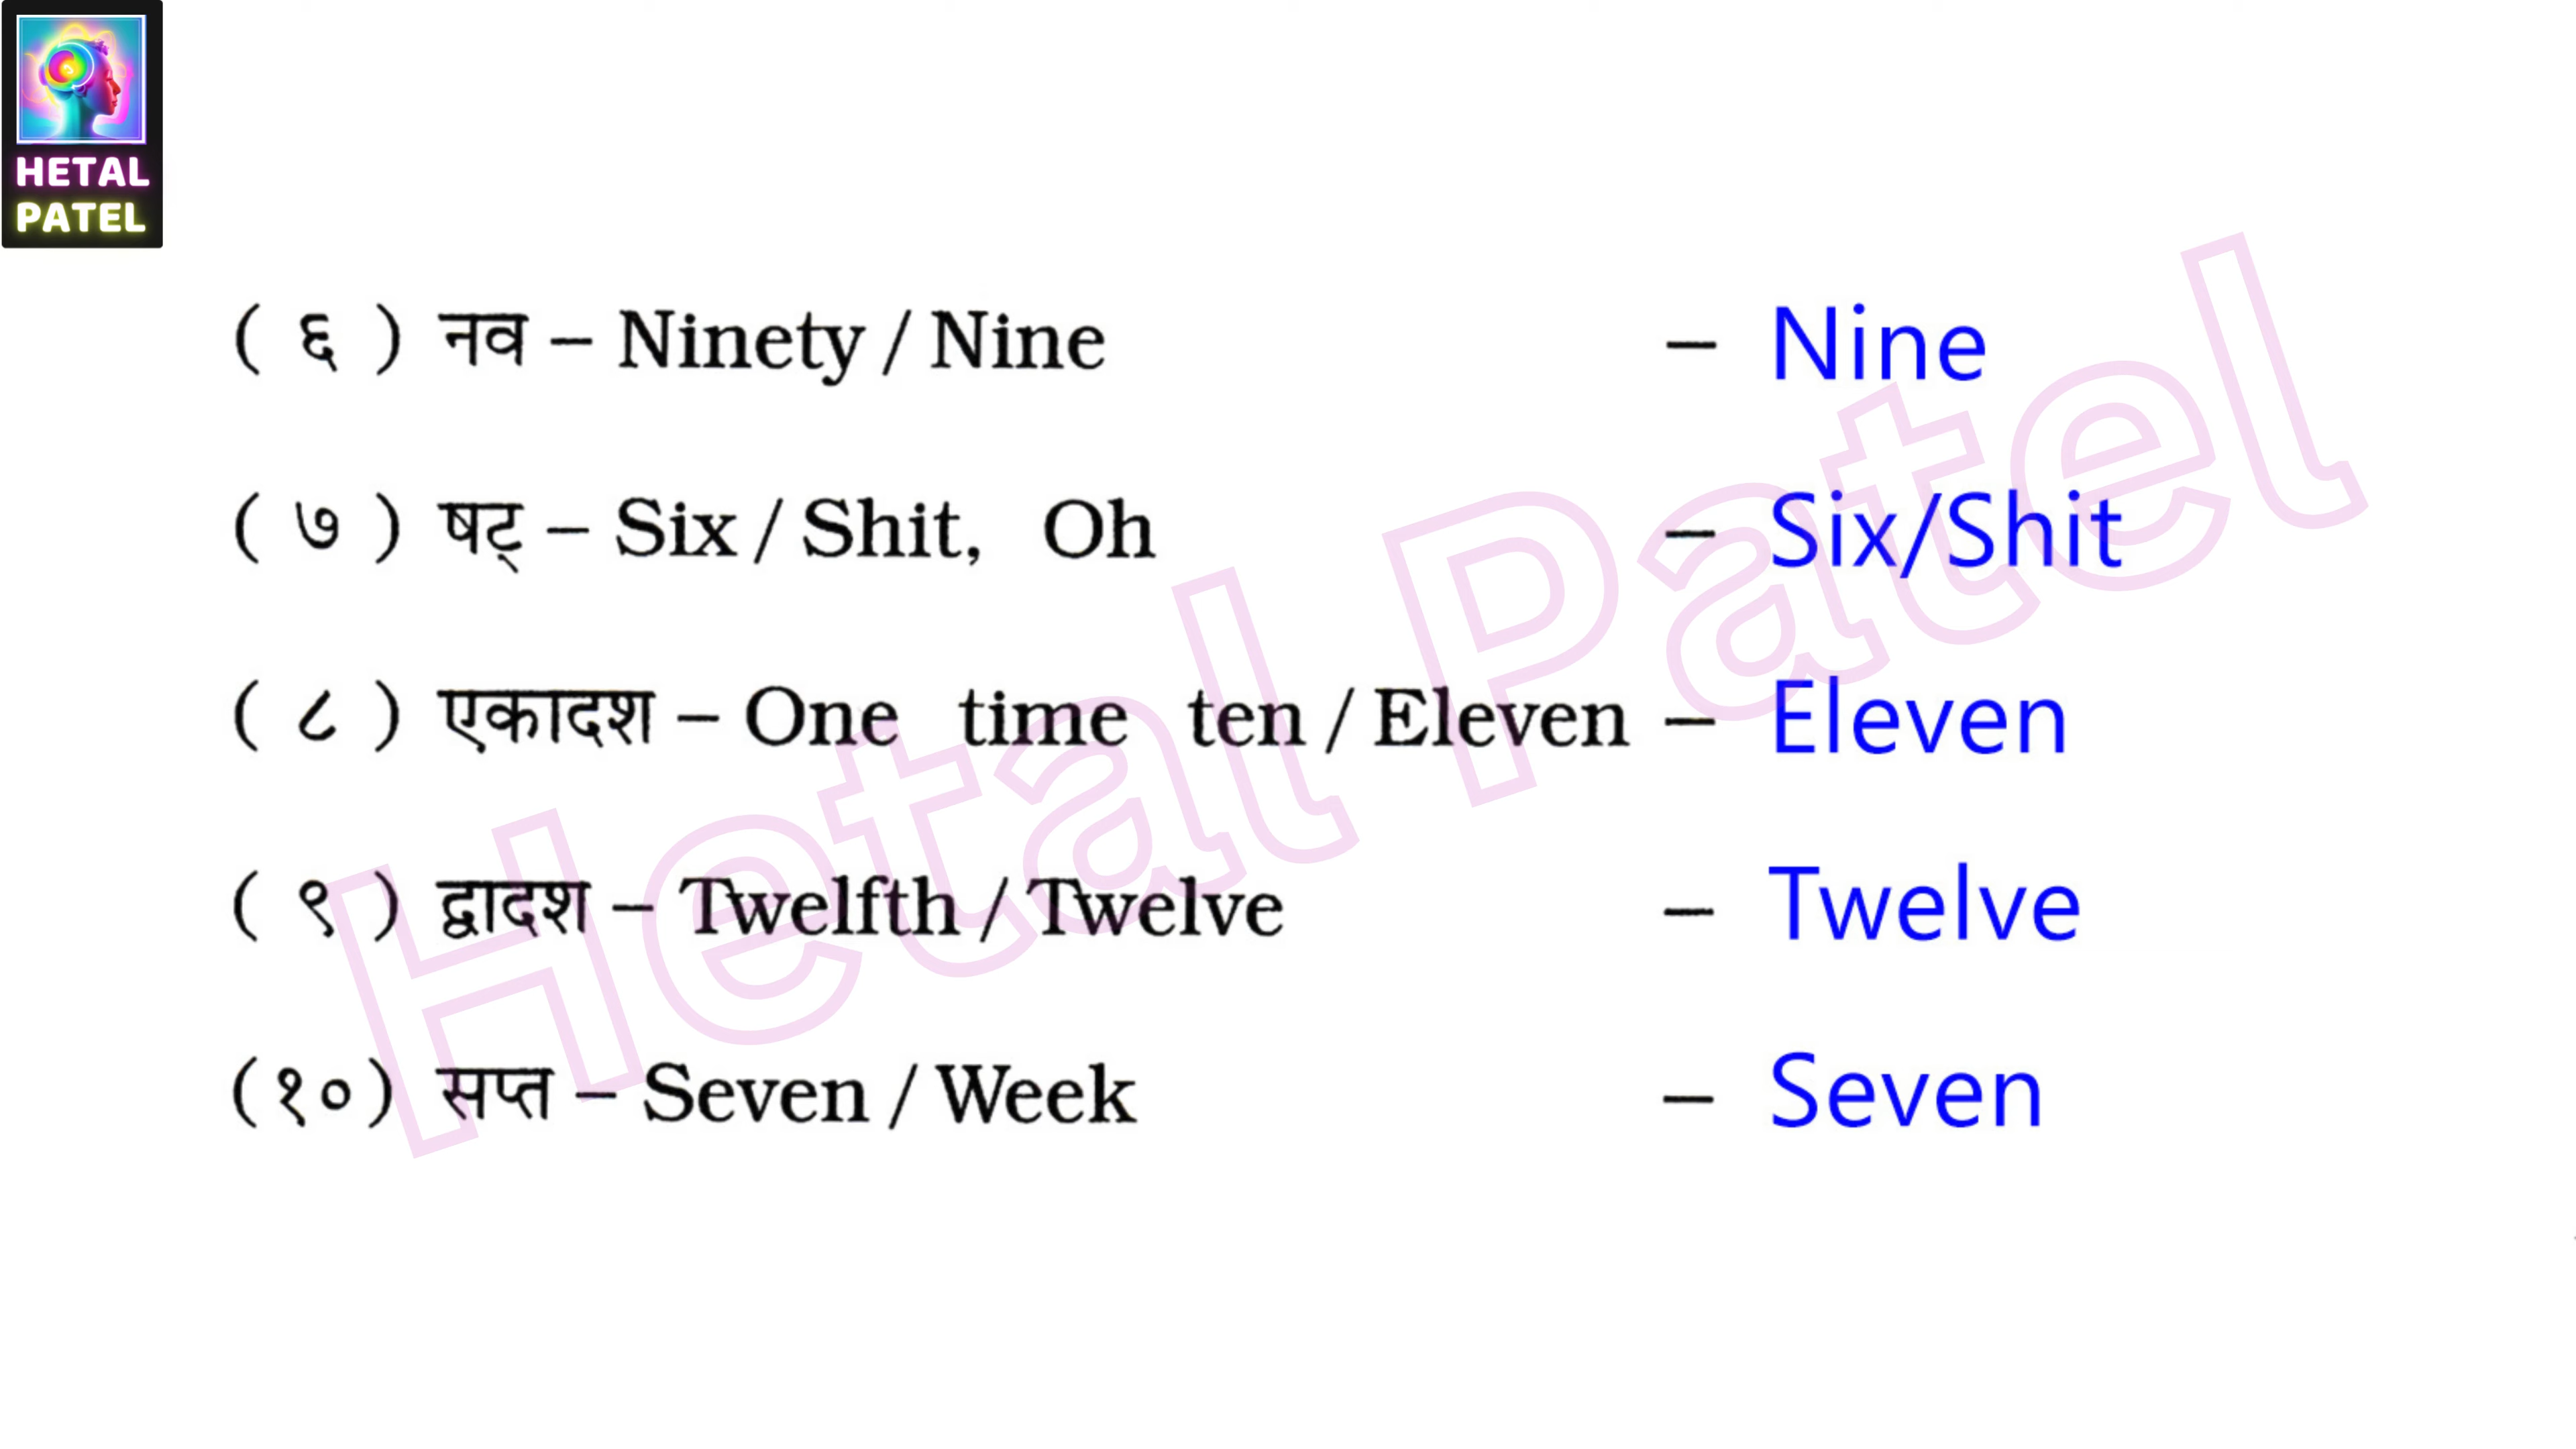 HETAL
PATEL
( ६ ) नव – Ninety / Nine – Nine
( ७ ) षट् – Six / Shit, Oh – Six/Shit
( ८ ) एकादश – One time ten / Eleven – Eleven
( ९ ) द्वादश – Twelfth / Twelve – Twelve
(१०) सप्त – Seven / Week – Seven
Hetal Patel